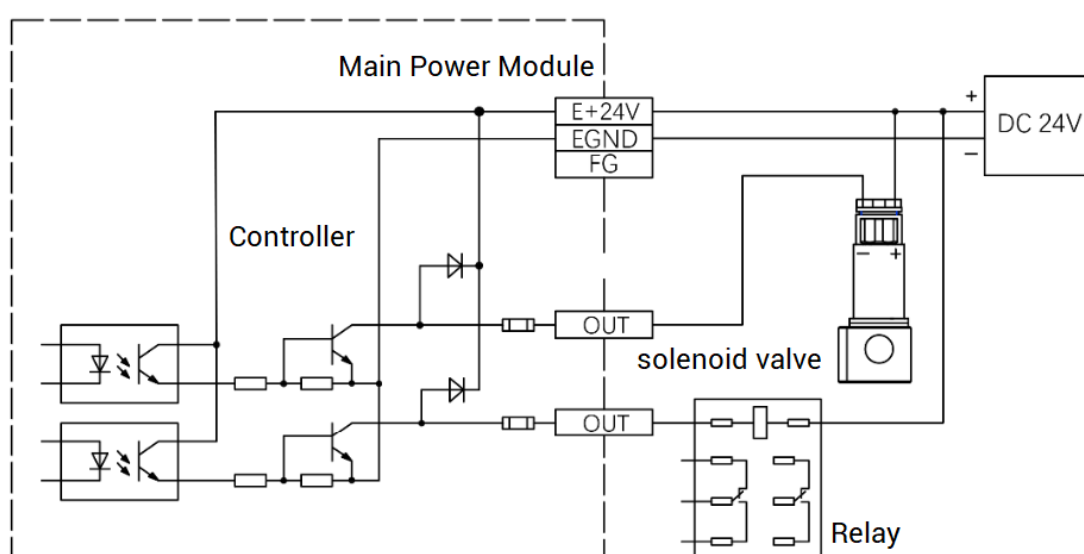 Main Power Module
+
E+24V
DC 24V
EGND
−
FG
Controller
− +
OUT
solenoid valve
OUT
Relay